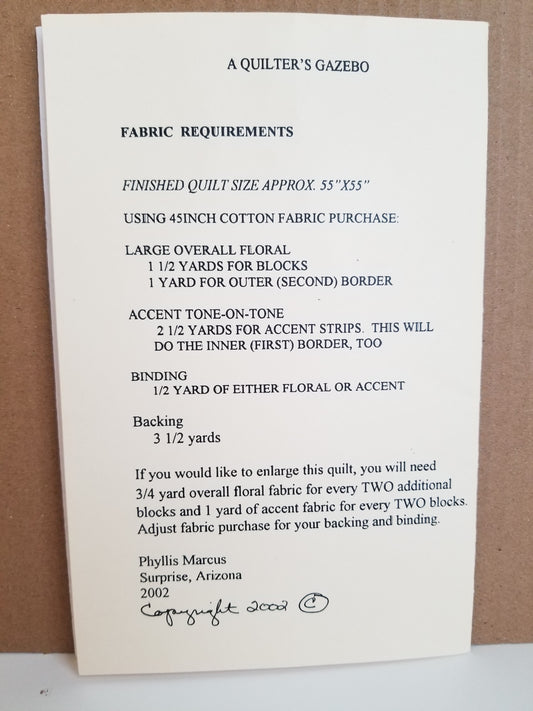 A QUILTER'S GAZEBO
FABRIC REQUIREMENTS
FINISHED QUILT SIZE APPROX. 55"X55"
USING 45INCH COTTON FABRIC PURCHASE:
LARGE OVERALL FLORAL
1 1/2 YARDS FOR BLOCKS
1 YARD FOR OUTER (SECOND) BORDER
ACCENT TONE-ON-TONE
2 1/2 YARDS FOR ACCENT STRIPS. THIS WILL
DO THE INNER (FIRST) BORDER, TOO
BINDING
1/2 YARD OF EITHER FLORAL OR ACCENT
Backing
3 1/2 yards
If you would like to enlarge this quilt, you will need
3/4 yard overall floral fabric for every TWO additional
blocks and 1 yard of accent fabric for every TWO blocks.
Adjust fabric purchase for your backing and binding.
Phyllis Marcus
Surprise, Arizona
2002
Copyright 2002 ©